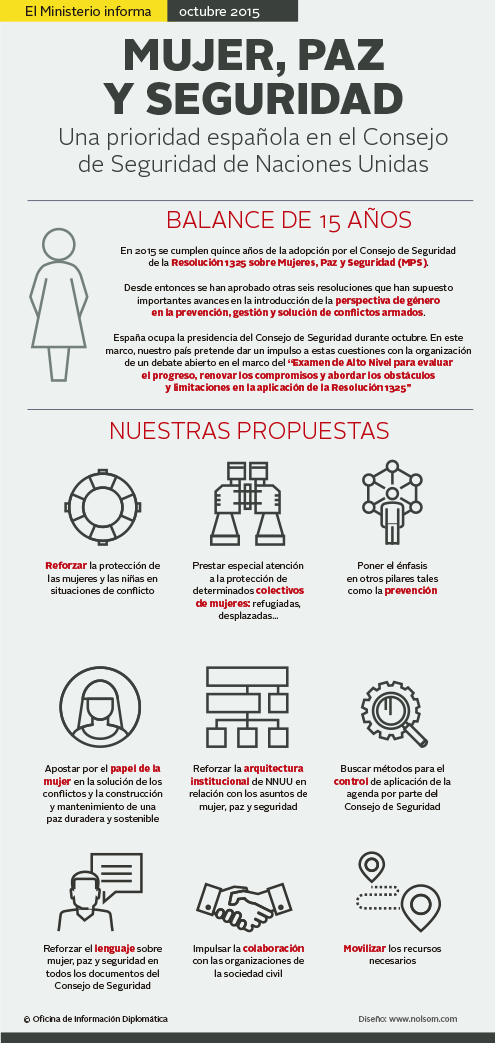 El Ministerio informa
octubre 2015
MUJER, PAZ
Y SEGURIDAD
Una prioridad española en el Consejo
de Seguridad de Naciones Unidas
BALANCE DE 15 AÑOS
En 2015 se cumplen quince años de la adopción por el Consejo de Seguridad
de la Resolución 1325 sobre Mujeres, Paz y Seguridad (MPS).
Desde entonces se han aprobado otras seis resoluciones que han supuesto
importantes avances en la introducción de la perspectiva de género
en la prevención, gestión y solución de conflictos armados.
España ocupa la presidencia del Consejo de Seguridad durante octubre. En este
marco, nuestro país pretende dar un impulso a estas cuestiones con la organización
de un debate abierto en el marco del “Examen de Alto Nivel para evaluar
el progreso, renovar los compromisos y abordar los obstáculos
y limitaciones en la aplicación de la Resolución 1325”
NUESTRAS PROPUESTAS
Reforzar la protección de
las mujeres y las niñas en
situaciones de conflicto
Prestar especial atención
a la protección de
determinados colectivos
de mujeres: refugiadas,
desplazadas...
Poner el énfasis
en otros pilares tales
como la prevención
Apostar por el papel de la
mujer en la solución de los
conflictos y la construcción
y mantenimiento de una
paz duradera y sostenible
Reforzar la arquitectura
institucional de NNUU en
relación con los asuntos de
mujer, paz y seguridad
Buscar métodos para el
control de aplicación de la
agenda por parte del
Consejo de Seguridad
Reforzar el lenguaje sobre
mujer, paz y seguridad en
todos los documentos del
Consejo de Seguridad
Impulsar la colaboración
con las organizaciones de
la sociedad civil
Movilizar los recursos
necesarios
© Oficina de Información Diplomática
Diseño: www.nolsom.com